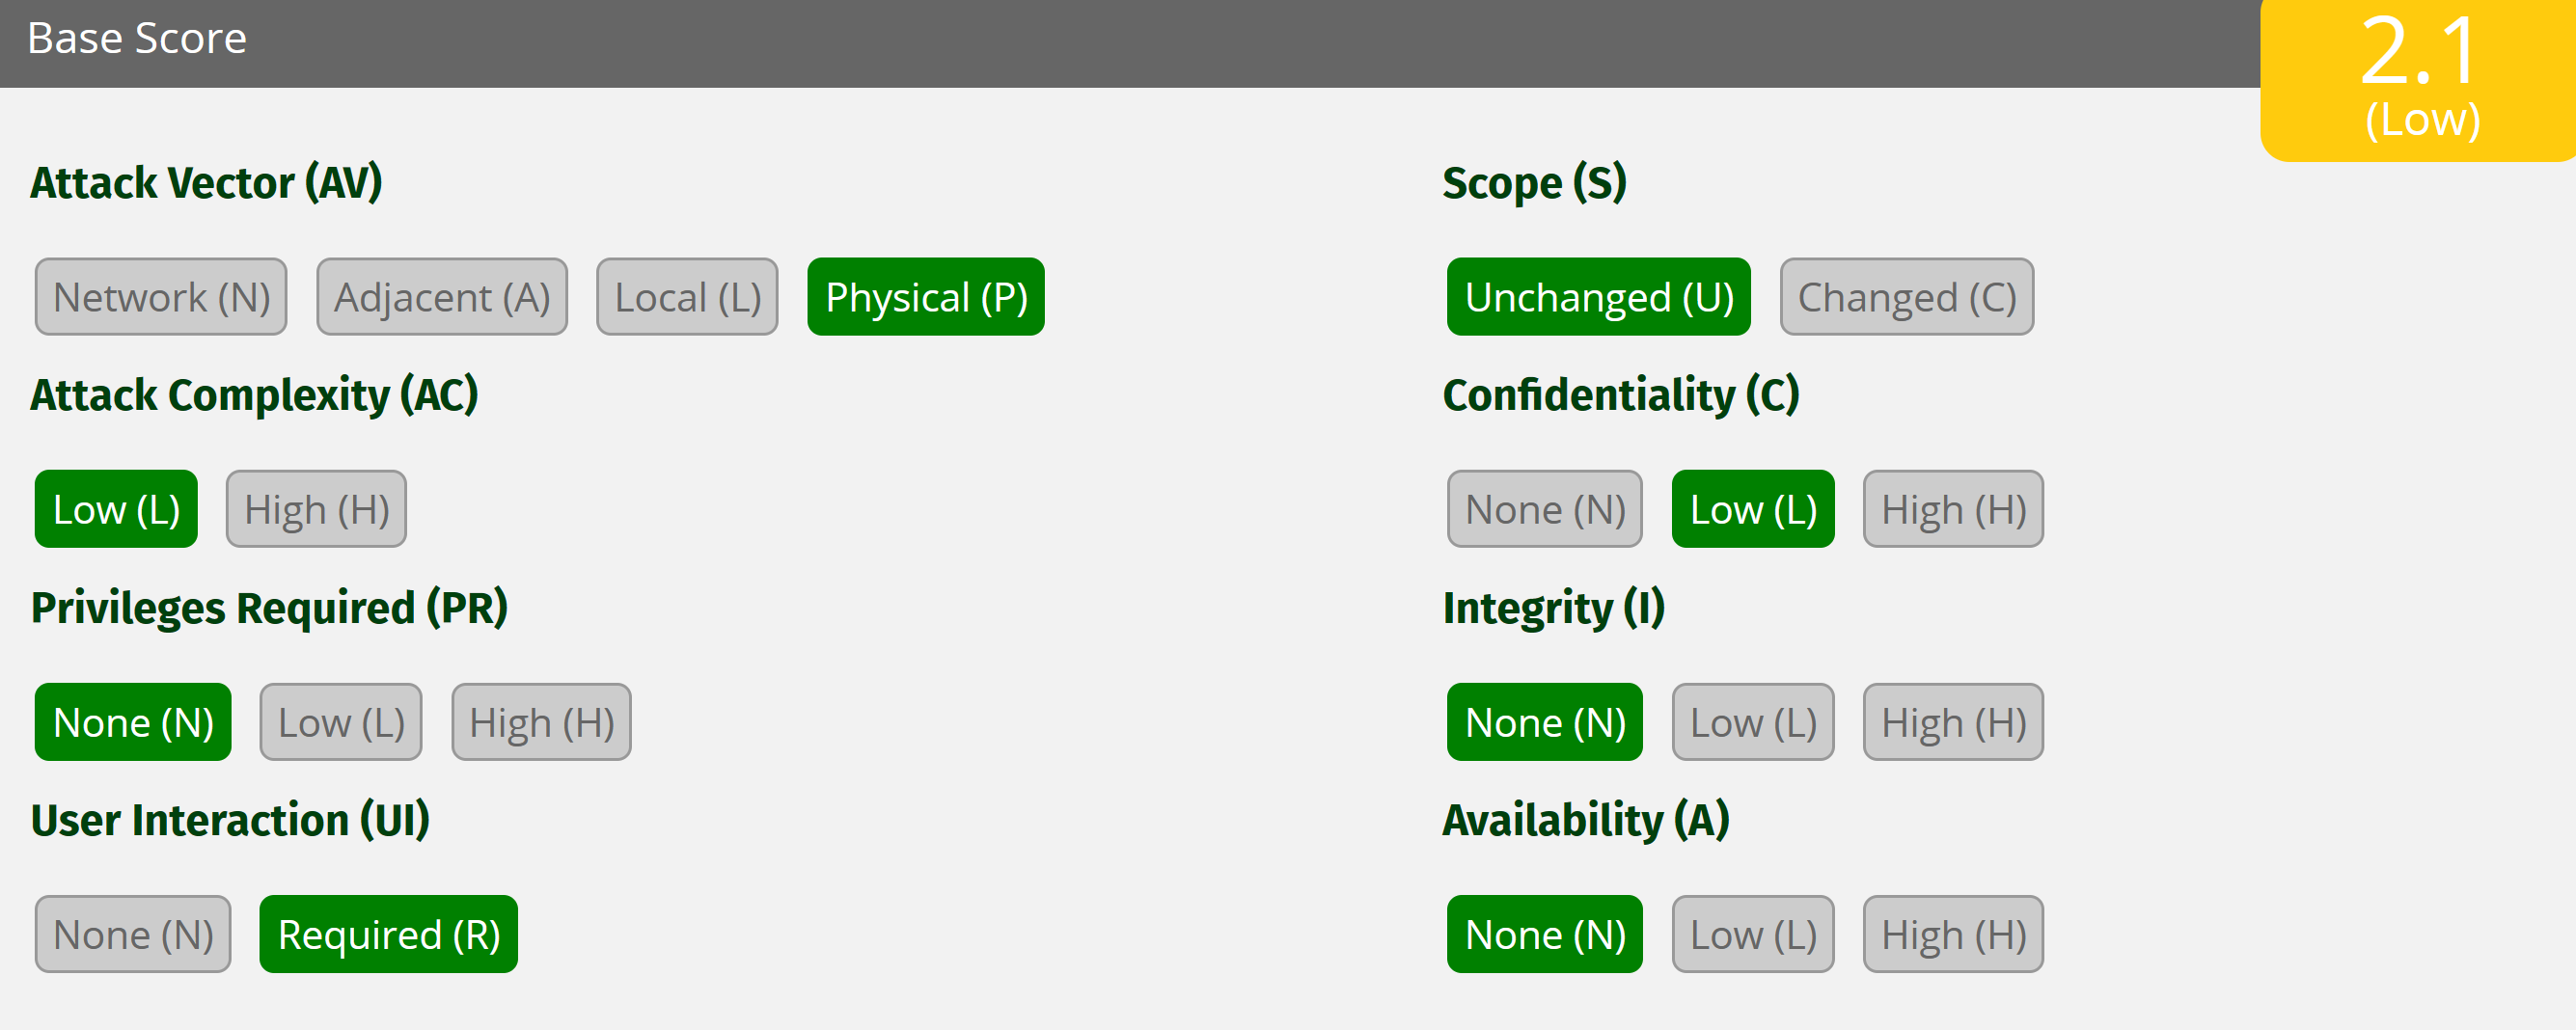 Base Score
2.1
(Low)
Attack Vector (AV)
Network (N) Adjacent (A) Local (L) Physical (P)
Attack Complexity (AC)
Low (L) High (H)
Privileges Required (PR)
None (N) Low (L) High (H)
User Interaction (UI)
None (N) Required (R)
Scope (S)
Unchanged (U) Changed (C)
Confidentiality (C)
None (N) Low (L) High (H)
Integrity (I)
None (N) Low (L) High (H)
Availability (A)
None (N) Low (L) High (H)